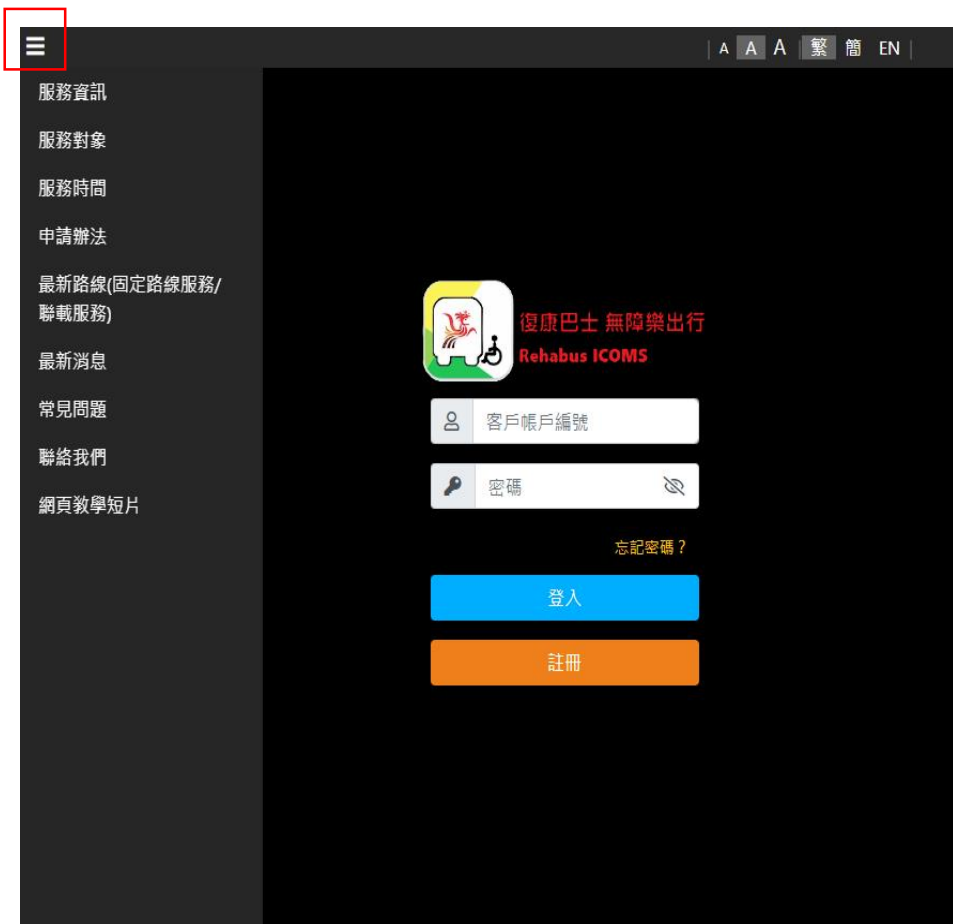 | A A A | 繁 簡 EN |
服務資訊
服務對象
服務時間
申請辦法
最新路線(固定路線服務/
聯載服務)
最新消息
常見問題
聯絡我們
網頁教學短片
復康巴士 無障樂出行
Rehabus ICOMS
客戶帳戶編號
密碼
忘記密碼？
登入
註冊